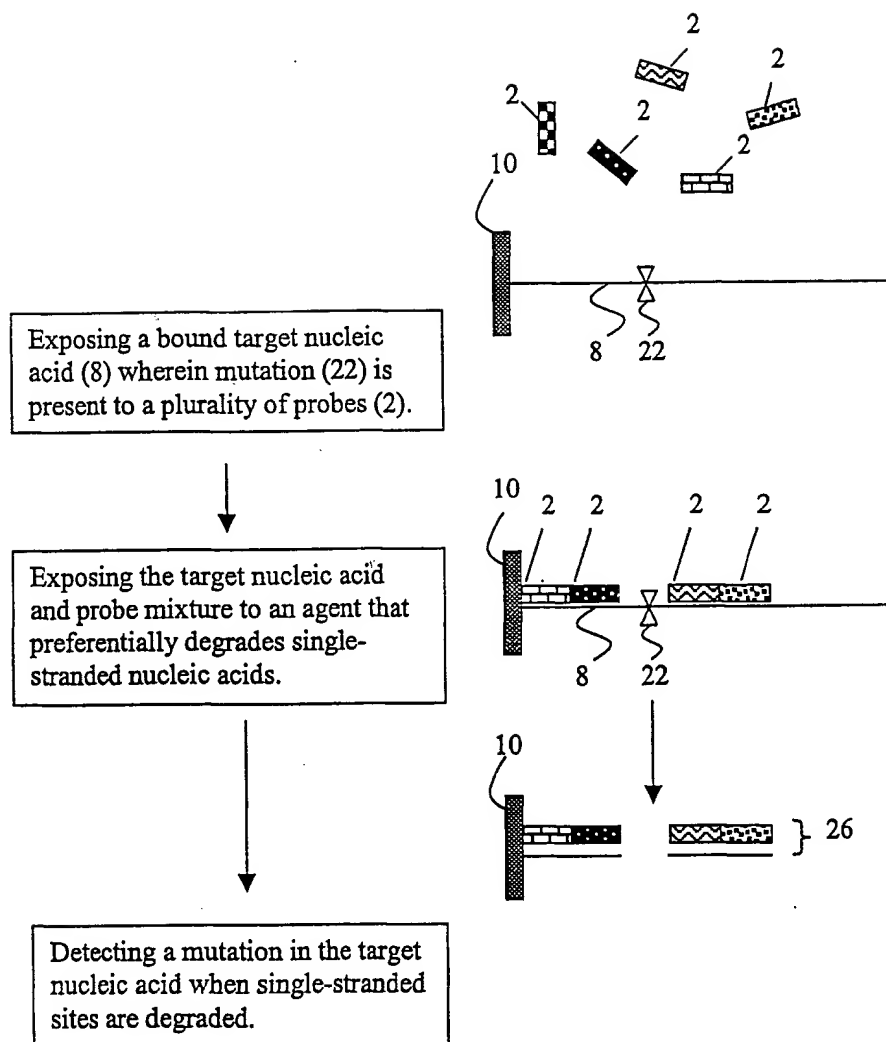 2
2
2
2
2
10
8
22
Exposing a bound target nucleic
acid (8) wherein mutation (22) is
present to a plurality of probes (2).
10
2
2
2
2
Exposing the target nucleic acid
and probe mixture to an agent that
preferentially degrades single-
stranded nucleic acids.
8
22
10
26
Detecting a mutation in the target
nucleic acid when single-stranded
sites are degraded.